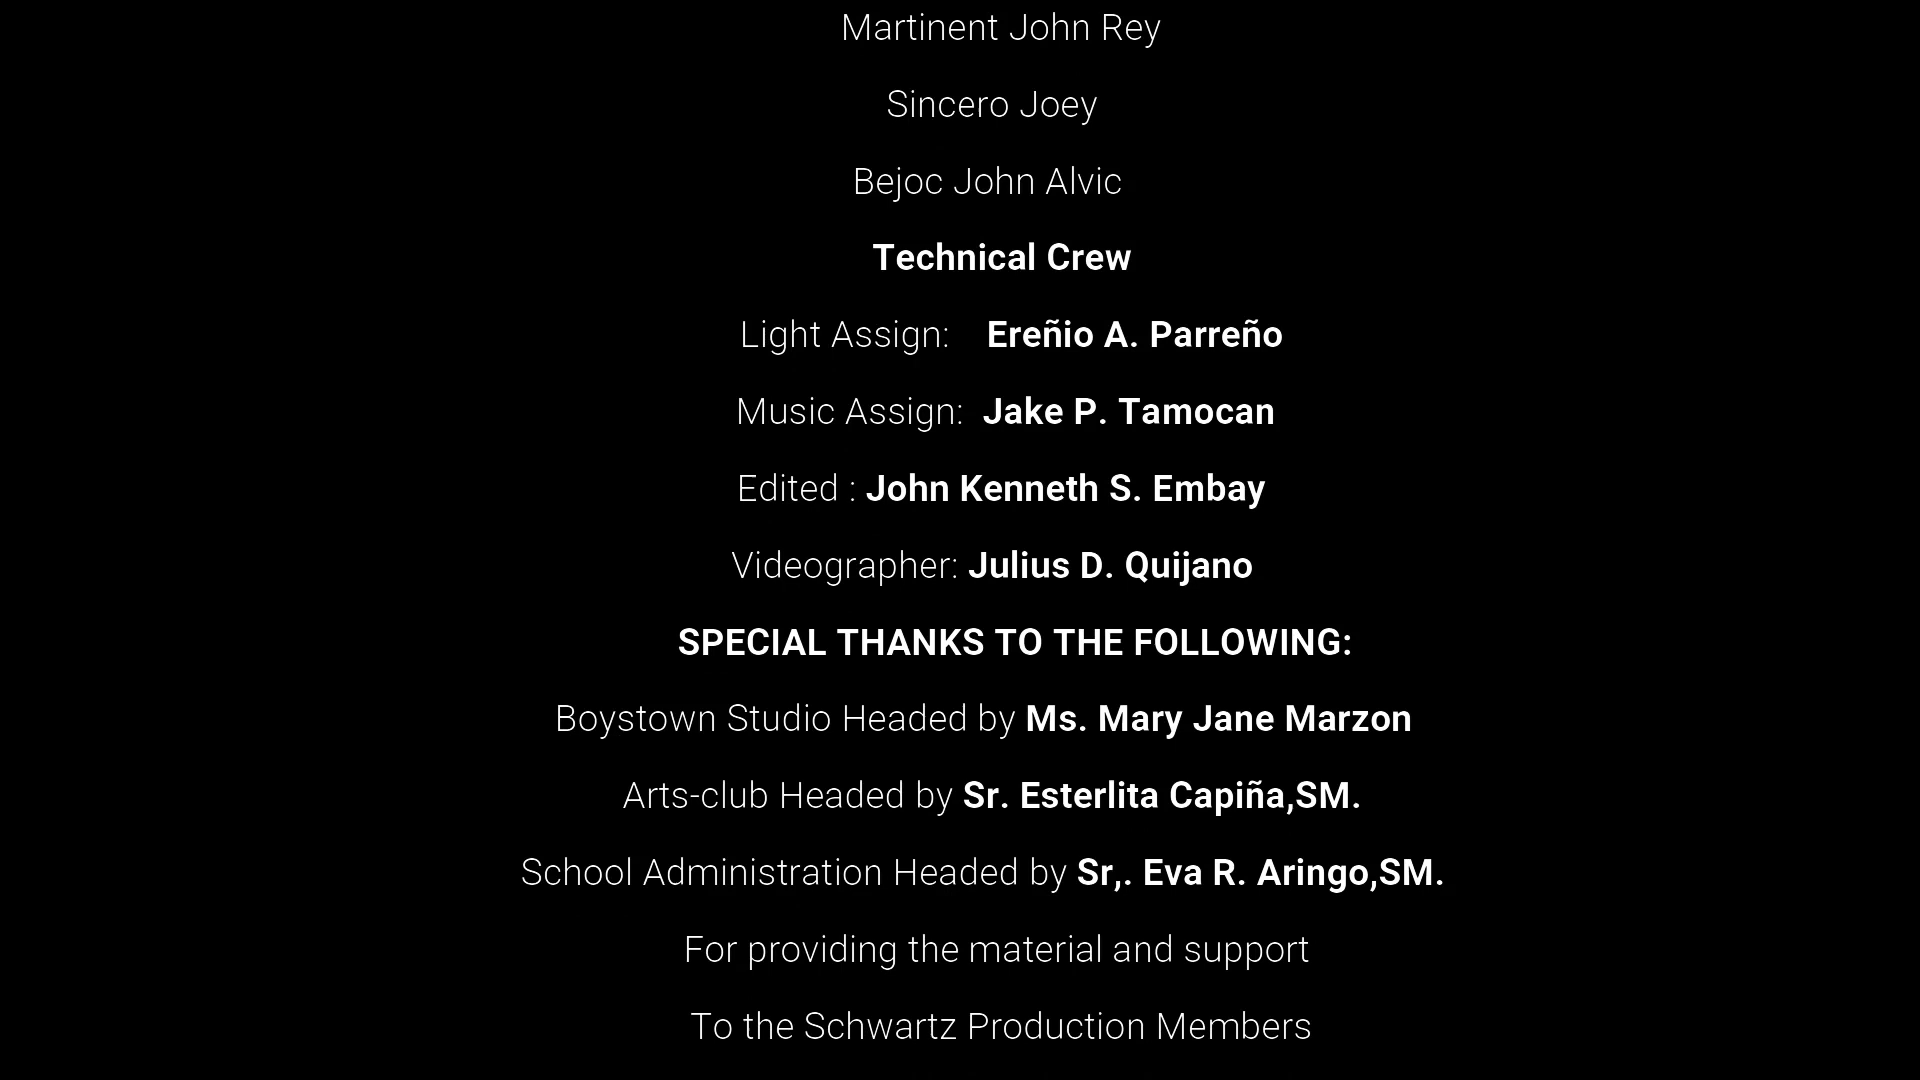 Martinent John Rey
Sincero Joey
Bejoc John Alvic
Technical Crew
Light Assign: Ereñio A. Parreño
Music Assign: Jake P. Tamocan
Edited : John Kenneth S. Embay
Videographer: Julius D. Quijano
SPECIAL THANKS TO THE FOLLOWING:
Boystown Studio Headed by Ms. Mary Jane Marzon
Arts-club Headed by Sr. Esterlita Capiña,SM.
School Administration Headed by Sr,. Eva R. Aringo,SM.
For providing the material and support
To the Schwartz Production Members